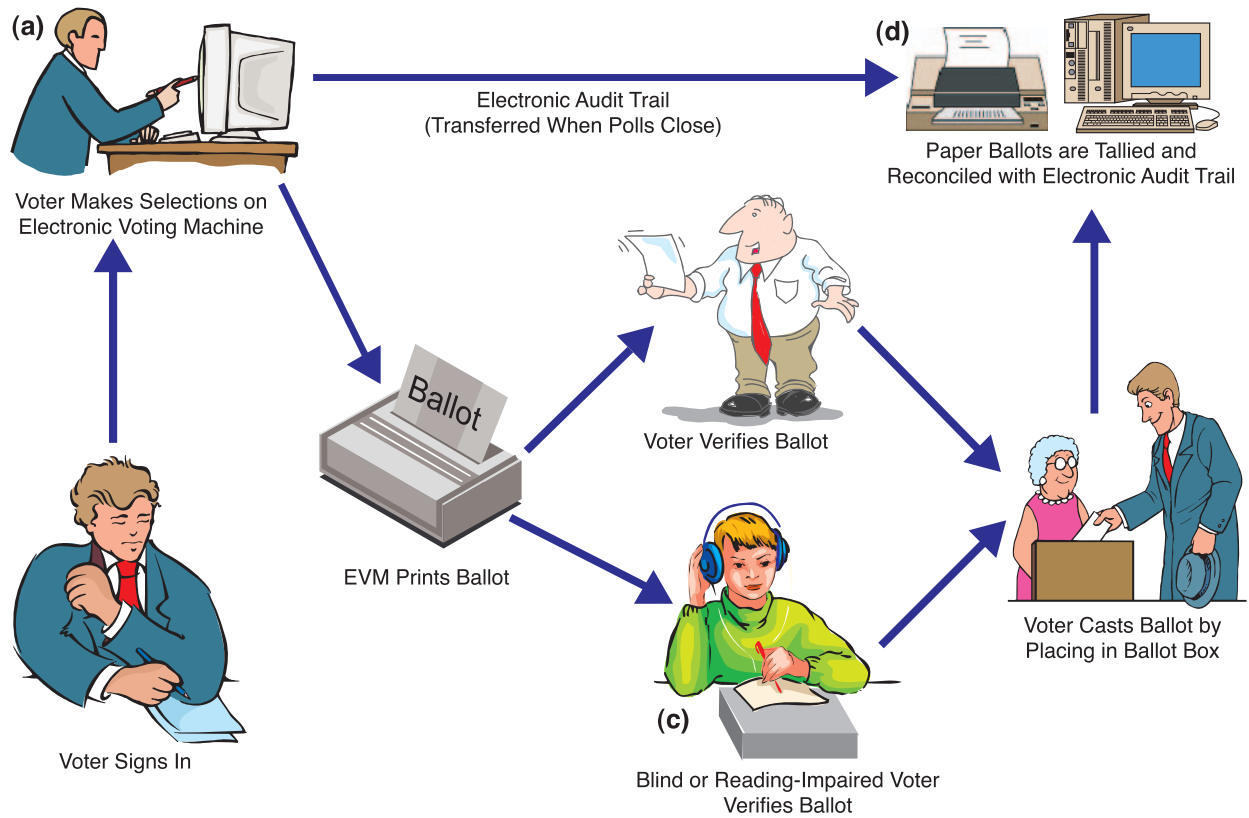 (a)
(d)
Electronic Audit Trail
(Transferred When Polls Close)
Paper Ballots are Tallied and
Reconciled with Electronic Audit Trail
Voter Makes Selections on
Electronic Voting Machine
Ballot
Voter Verifies Ballot
EVM Prints Ballot
Voter Casts Ballot by
Placing in Ballot Box
(c)
Voter Signs In
Blind or Reading-Impaired Voter
Verifies Ballot